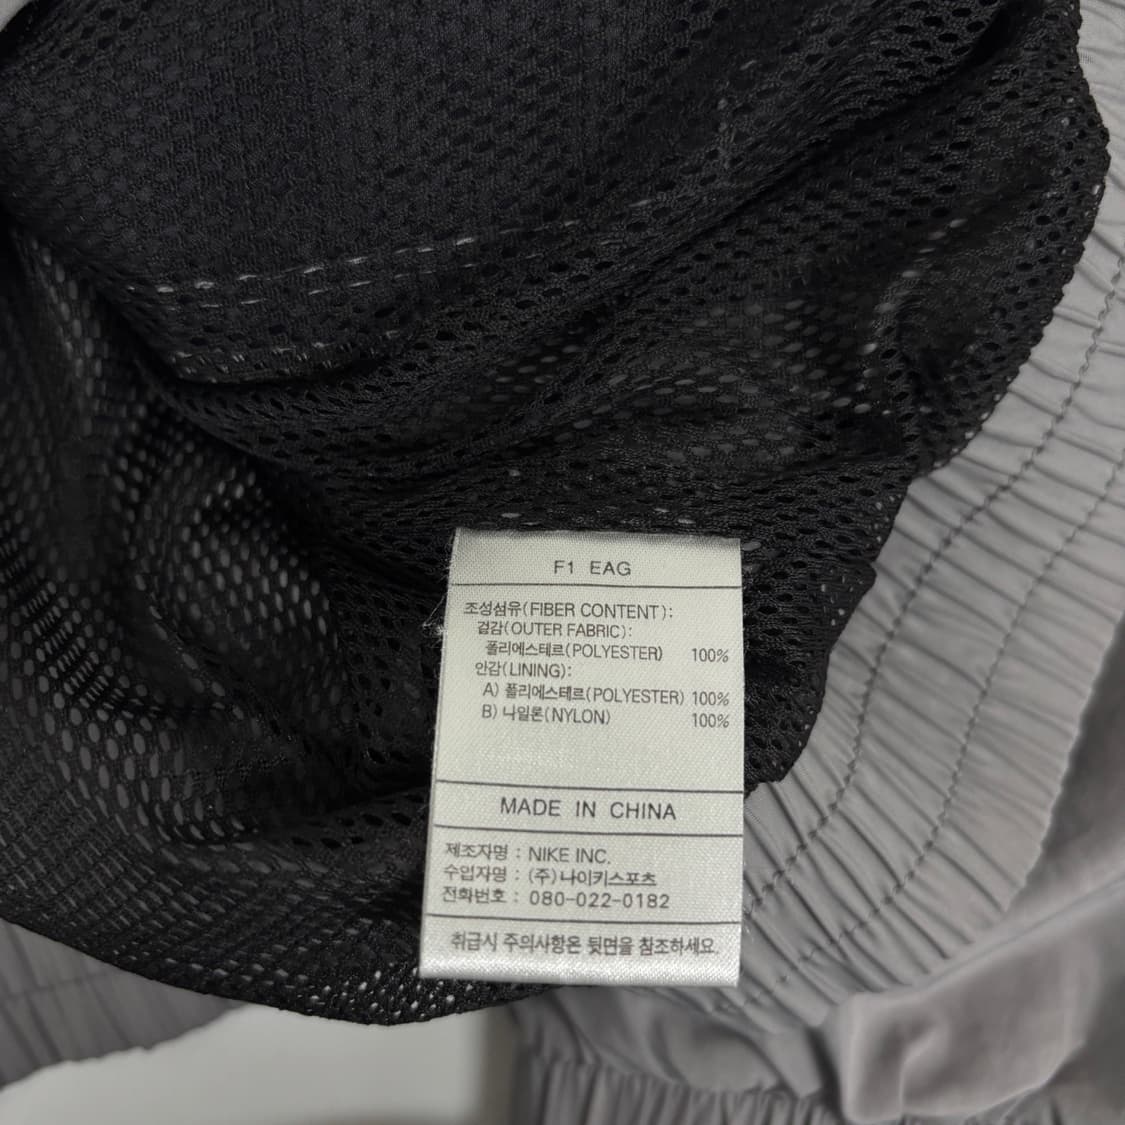 F1 EAG
조성섬유(FIBER CONTENT):
겉감(OUTER FABRIC):
폴리에스테르(POLYESTER) 100%
안감(LINING):
A) 폴리에스테르(POLYESTER) 100%
B) 나일론(NYLON) 100%
MADE IN CHINA
제조자명 : NIKE INC.
수입자명 : (주)나이키스포츠
전화번호 : 080-022-0182
취급시 주의사항은 뒷면을 참조하세요.